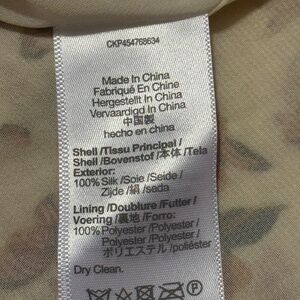 CKP454768634
Made In China
Fabriqué En Chine
Hergestellt In China
Vervaardigd In China
中国製
hecho en china
Shell /Tissu Principal /
Shell /Bovenstof /本体 /Tela
Exterior:
100% Silk /Soie /Seide /
Zijde /絹 /seda
Lining /Doublure /Futter /
Voering /裏地 /Forro:
100% Polyester /Polyester /
Polyester /Polyester /
ポリエステル /poliéster
Dry Clean.